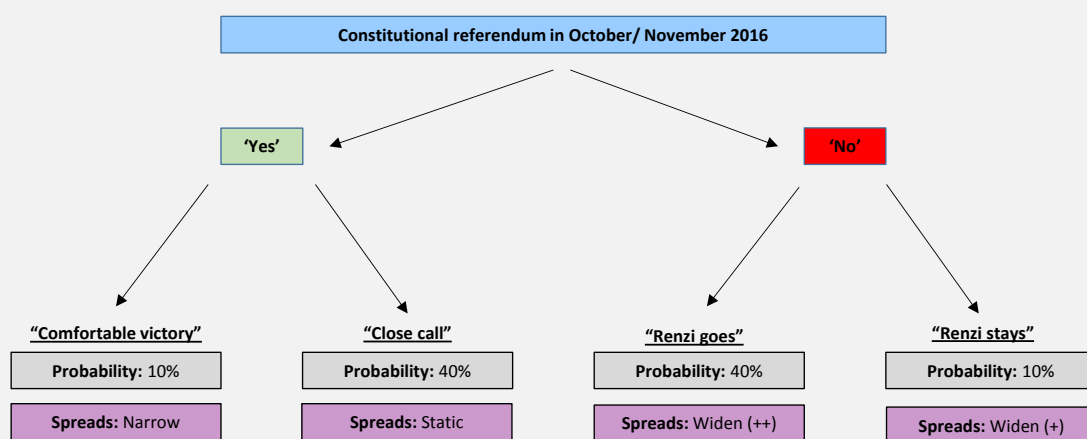 Constitutional referendum in October/ November 2016
‘Yes’
‘No’
“Comfortable victory”
Probability: 10%
Spreads: Narrow
“Close call”
Probability: 40%
Spreads: Static
“Renzi goes”
Probability: 40%
Spreads: Widen (++)
“Renzi stays”
Probability: 10%
Spreads: Widen (+)